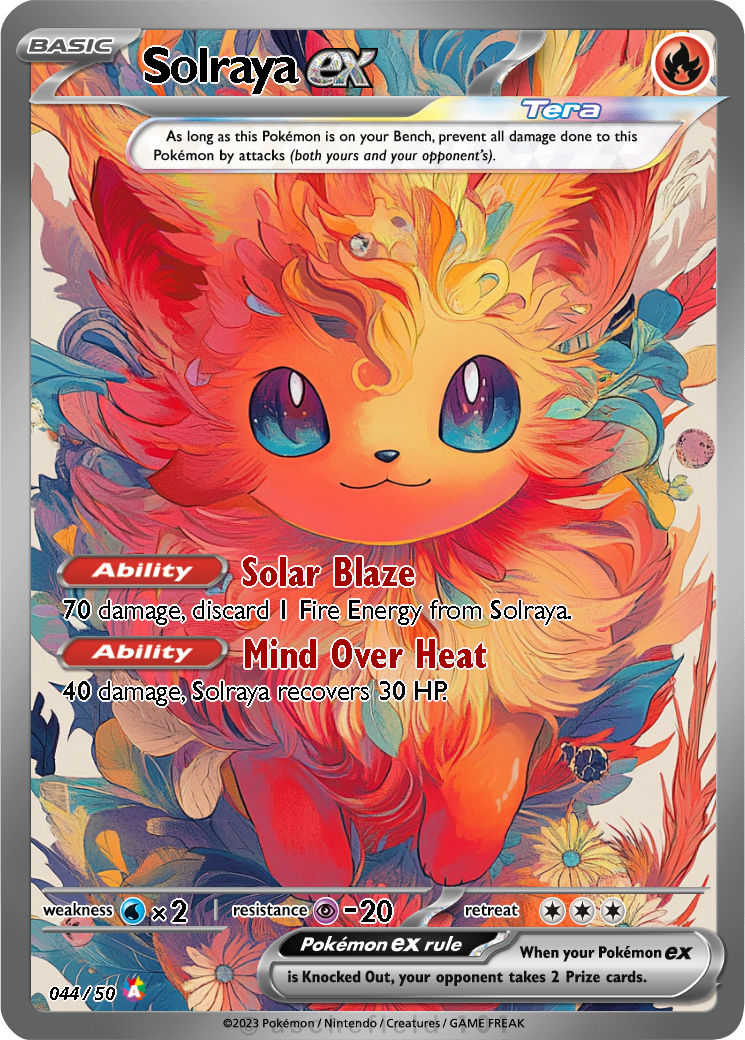 BASIC
Solraya ex
Tera
As long as this Pokémon is on your Bench, prevent all damage done to this
Pokémon by attacks (both yours and your opponent's).
Ability Solar Blaze
70 damage, discard 1 Fire Energy from Solraya.
Ability Mind Over Heat
40 damage, Solraya recovers 30 HP.
weakness ×2 resistance -20 retreat
Pokémon ex rule When your Pokémon ex
is Knocked Out, your opponent takes 2 Prize cards.
044/50 A
©2023 Pokémon / Nintendo / Creatures / GAME FREAK